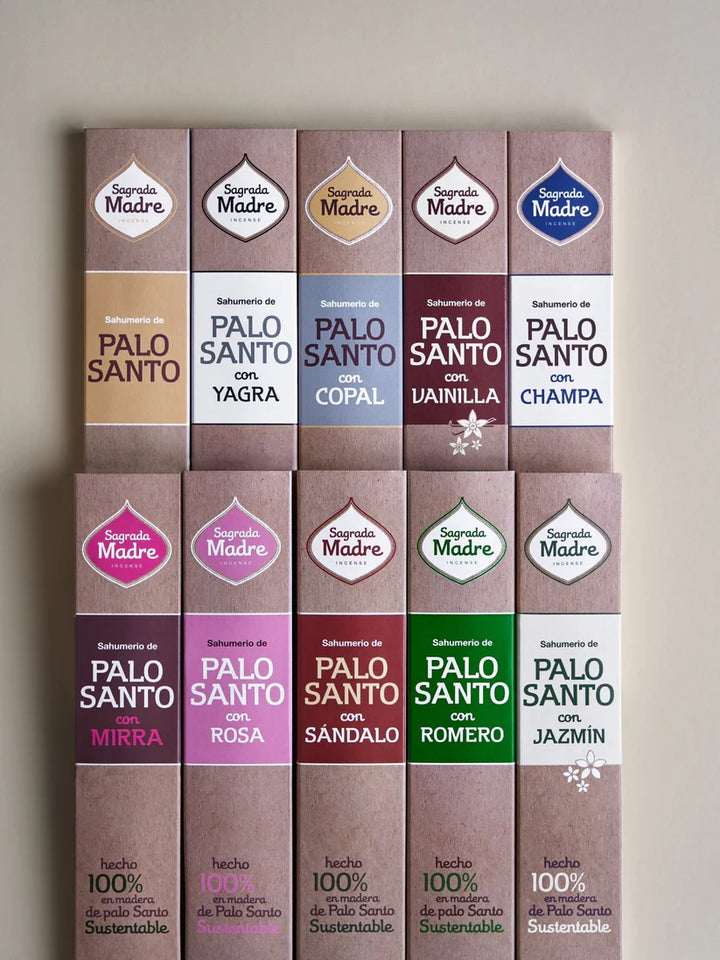 Sagrada
Madre
INCENSE
Sahumerio de
PALO
SANTO
Sagrada
Madre
INCENSE
Sahumerio de
PALO
SANTO
con
YAGRA
Sagrada
Madre
INCENSE
Sahumerio de
PALO
SANTO
con
COPAL
Sagrada
Madre
INCENSE
Sahumerio de
PALO
SANTO
con
VAINILLA
Sagrada
Madre
INCENSE
Sahumerio de
PALO
SANTO
con
CHAMPA
Sagrada
Madre
INCENSE
Sahumerio de
PALO
SANTO
con
MIRRA
hecho
100%
en madera
de palo Santo
Sustentable
Sagrada
Madre
INCENSE
Sahumerio de
PALO
SANTO
con
ROSA
hecho
100%
en madera
de Palo Santo
Sustentable
Sagrada
Madre
INCENSE
Sahumerio de
PALO
SANTO
con
SÁNDALO
hecho
100%
en madera
de Palo Santo
Sustentable
Sagrada
Madre
INCENSE
Sahumerio de
PALO
SANTO
con
ROMERO
hecho
100%
en madera
de palo Santo
Sustentable
Sagrada
Madre
INCENSE
Sahumerio de
PALO
SANTO
con
JAZMÍN
hecho
100%
en madera
de Palo Santo
Sustentable